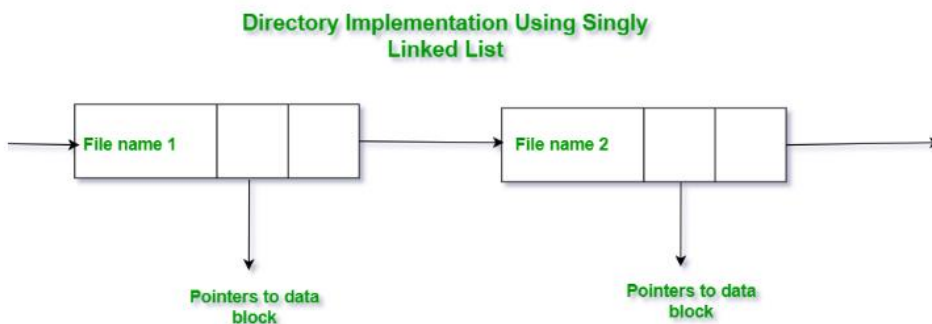 Directory Implementation Using Singly
Linked List
File name 1
File name 2
Pointers to data
block
Pointers to data
block